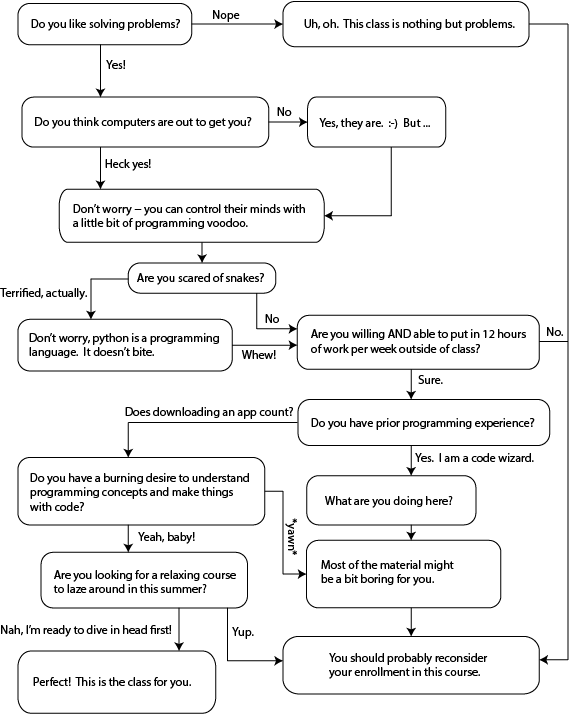 Do you like solving problems?
Nope
Uh, oh.  This class is nothing but problems.
Yes!
Do you think computers are out to get you?
No
Yes, they are.  :-)  But ...
Heck yes!
Don't worry – you can control their minds with
a little bit of programming voodoo.
Are you scared of snakes?
Terrified, actually.
No
Don't worry, python is a programming
language.  It doesn't bite.
Whew!
Are you willing AND able to put in 12 hours
of work per week outside of class?
No.
Sure.
Does downloading an app count?
Do you have prior programming experience?
Yes.  I am a code wizard.
Do you have a burning desire to understand
programming concepts and make things
with code?
*yawn*
What are you doing here?
Yeah, baby!
Most of the material might
be a bit boring for you.
Are you looking for a relaxing course
to laze around in this summer?
Nah, I'm ready to dive in head first!
Yup.
Perfect!  This is the class for you.
You should probably reconsider
your enrollment in this course.